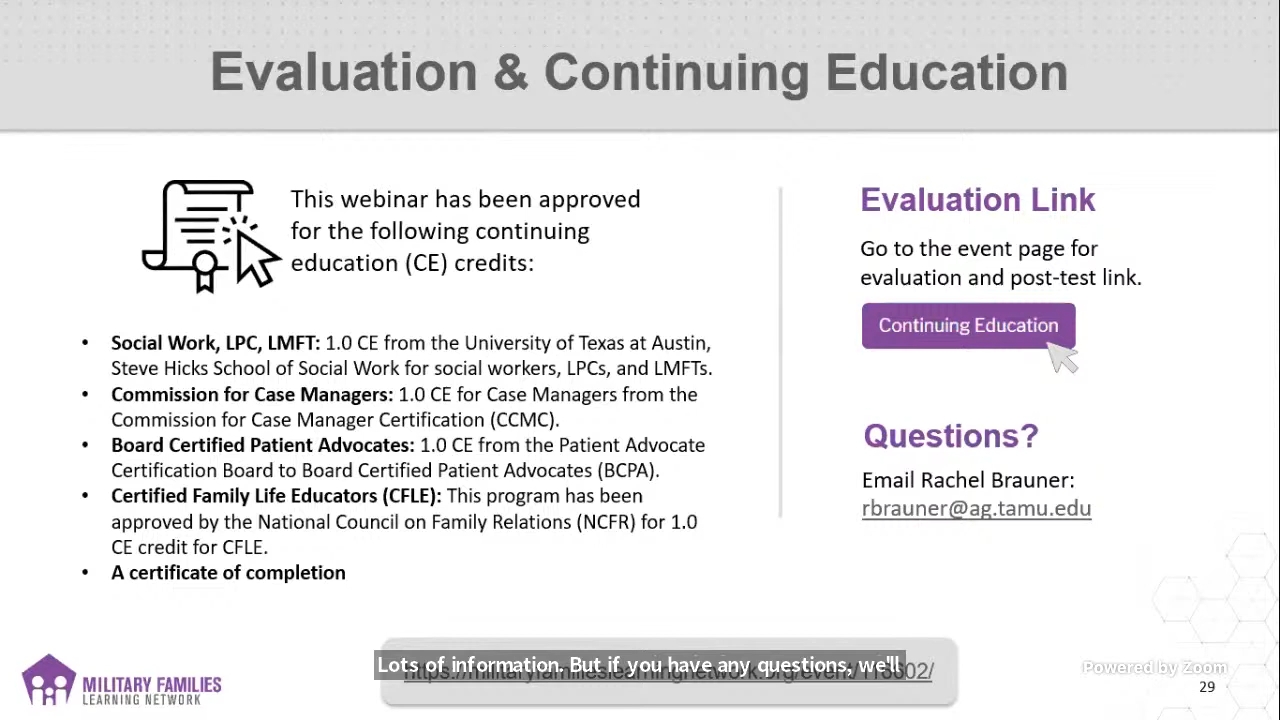 Evaluation & Continuing Education
This webinar has been approved
for the following continuing
education (CE) credits:
• Social Work, LPC, LMFT: 1.0 CE from the University of Texas at Austin,
Steve Hicks School of Social Work for social workers, LPCs, and LMFTs.
• Commission for Case Managers: 1.0 CE for Case Managers from the
Commission for Case Manager Certification (CCMC).
• Board Certified Patient Advocates: 1.0 CE from the Patient Advocate
Certification Board to Board Certified Patient Advocates (BCPA).
• Certified Family Life Educators (CFLE): This program has been
approved by the National Council on Family Relations (NCFR) for 1.0
CE credit for CFLE.
• A certificate of completion
Evaluation Link
Go to the event page for
evaluation and post-test link.
Continuing Education
Questions?
Email Rachel Brauner:
rbrauner@ag.tamu.edu
Lots of information. But if you have any questions, we'll
MILITARY FAMILIES
LEARNING NETWORK
Powered by Zoom
29